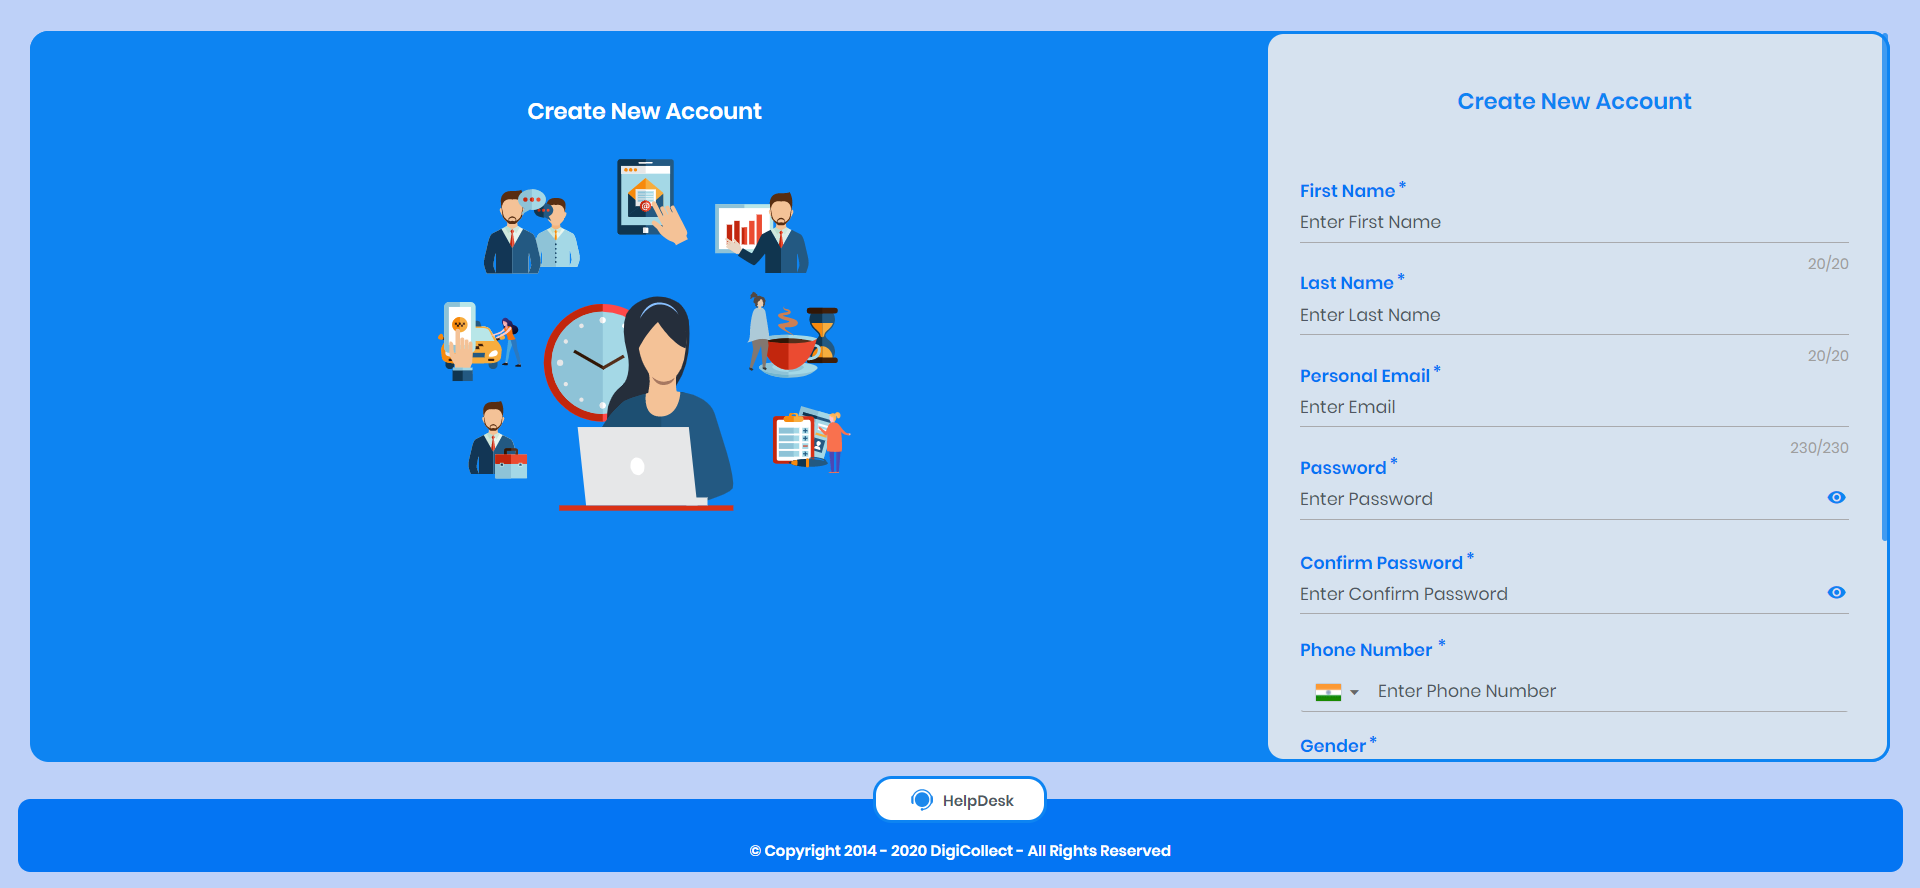 Create New Account
Create New Account
First Name *
Enter First Name
20/20
Last Name *
Enter Last Name
20/20
Personal Email *
Enter Email
230/230
Password *
Enter Password
Confirm Password *
Enter Confirm Password
Phone Number *
Enter Phone Number
Gender *
HelpDesk
© Copyright 2014 - 2020 DigiCollect - All Rights Reserved